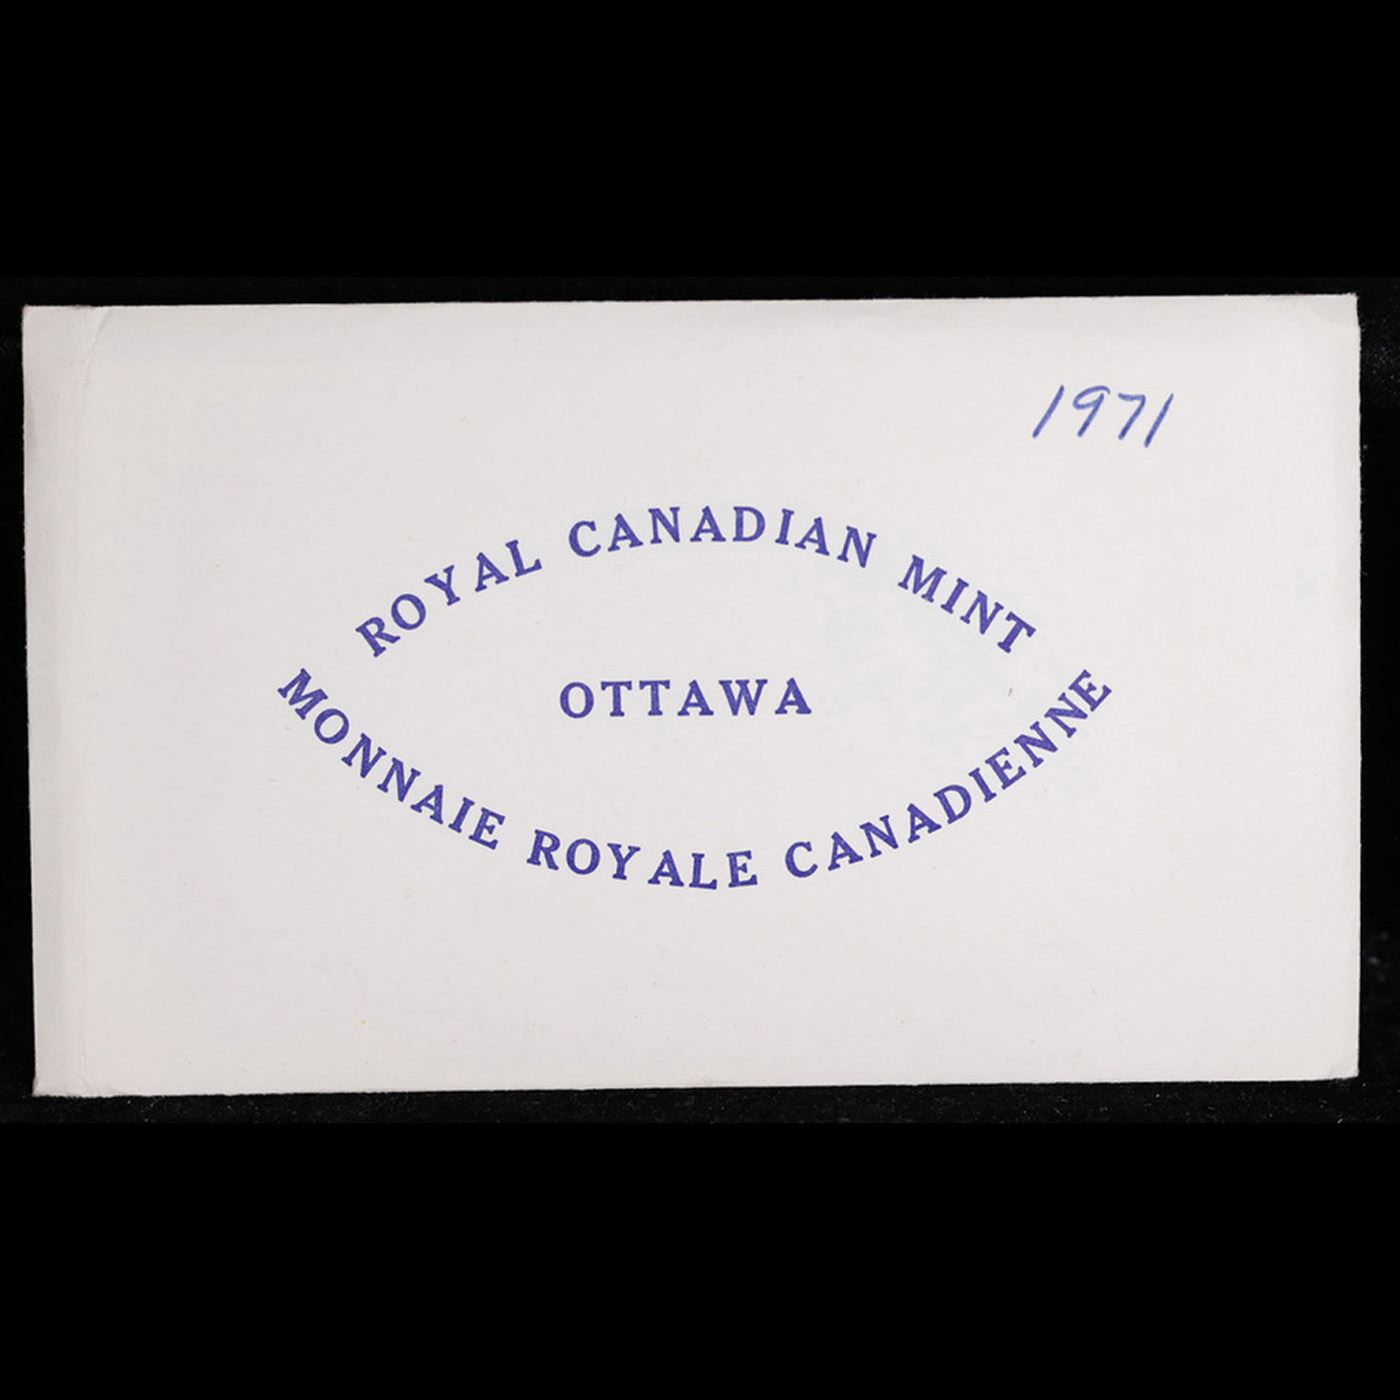 1971
ROYAL CANADIAN MINT
OTTAWA
MONNAIE ROYALE CANADIENNE